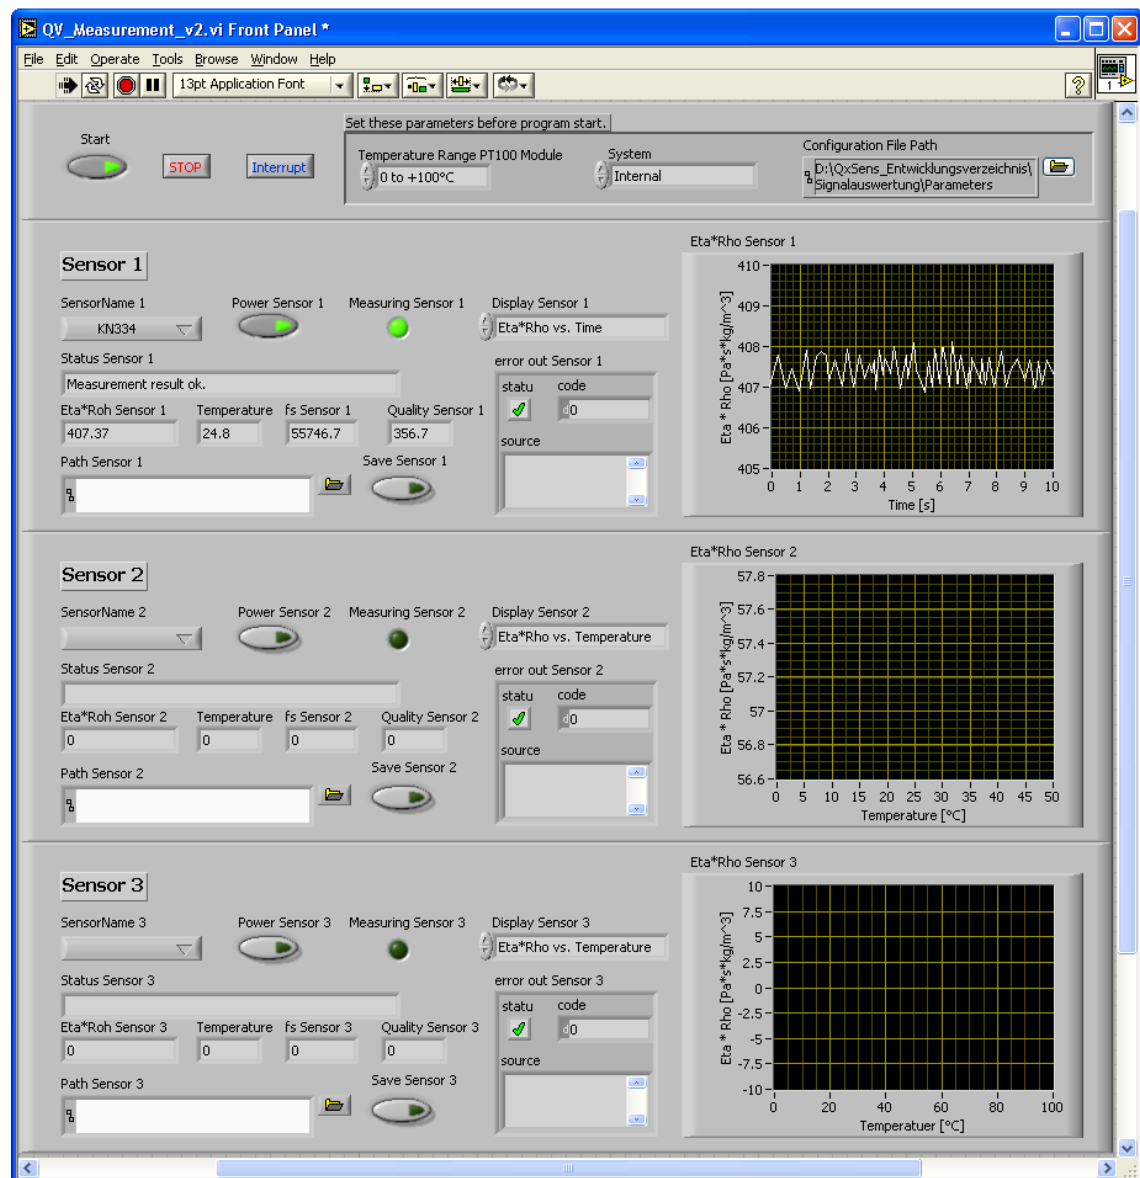 QV_Measurement_v2.vi Front Panel *
File Edit Operate Tools Browse Window Help
13pt Application Font
1
Set these parameters before program start.
Start
STOP
Interrupt
Temperature Range PT100 Module
0 to +100°C
System
Internal
Configuration File Path
D:\QxSens_Entwicklungsverzeichnis\
Signalauswertung\Parameters
Sensor 1
SensorName 1
KN334
Power Sensor 1
Measuring Sensor 1
Display Sensor 1
Eta*Rho vs. Time
Status Sensor 1
Measurement result ok.
error out Sensor 1
statu
code
d0
source
Eta*Roh Sensor 1
407.37
Temperature
24.8
fs Sensor 1
55746.7
Quality Sensor 1
356.7
Path Sensor 1
Save Sensor 1
Eta*Rho Sensor 1
Eta * Rho [Pa*s*kg/m^3]
410
409
408
407
406
405
0 1 2 3 4 5 6 7 8 9 10
Time [s]
Sensor 2
SensorName 2
Power Sensor 2
Measuring Sensor 2
Display Sensor 2
Eta*Rho vs. Temperature
Status Sensor 2
error out Sensor 2
statu
code
d0
source
Eta*Roh Sensor 2
0
Temperature
0
fs Sensor 2
0
Quality Sensor 2
0
Path Sensor 2
Save Sensor 2
Eta*Rho Sensor 2
Eta * Rho [Pa*s*kg/m^3]
57.8
57.6
57.4
57.2
57
56.8
56.6
0 5 10 15 20 25 30 35 40 45 50
Temperature [°C]
Sensor 3
SensorName 3
Power Sensor 3
Measuring Sensor 3
Display Sensor 3
Eta*Rho vs. Temperature
Status Sensor 3
error out Sensor 3
statu
code
d0
source
Eta*Roh Sensor 3
0
Temperature
0
fs Sensor 3
0
Quality Sensor 3
0
Path Sensor 3
Save Sensor 3
Eta*Rho Sensor 3
Eta * Rho [Pa*s*kg/m^3]
10
7.5
5
2.5
0
-2.5
-5
-7.5
-10
0 20 40 60 80 100
Temperatuer [°C]